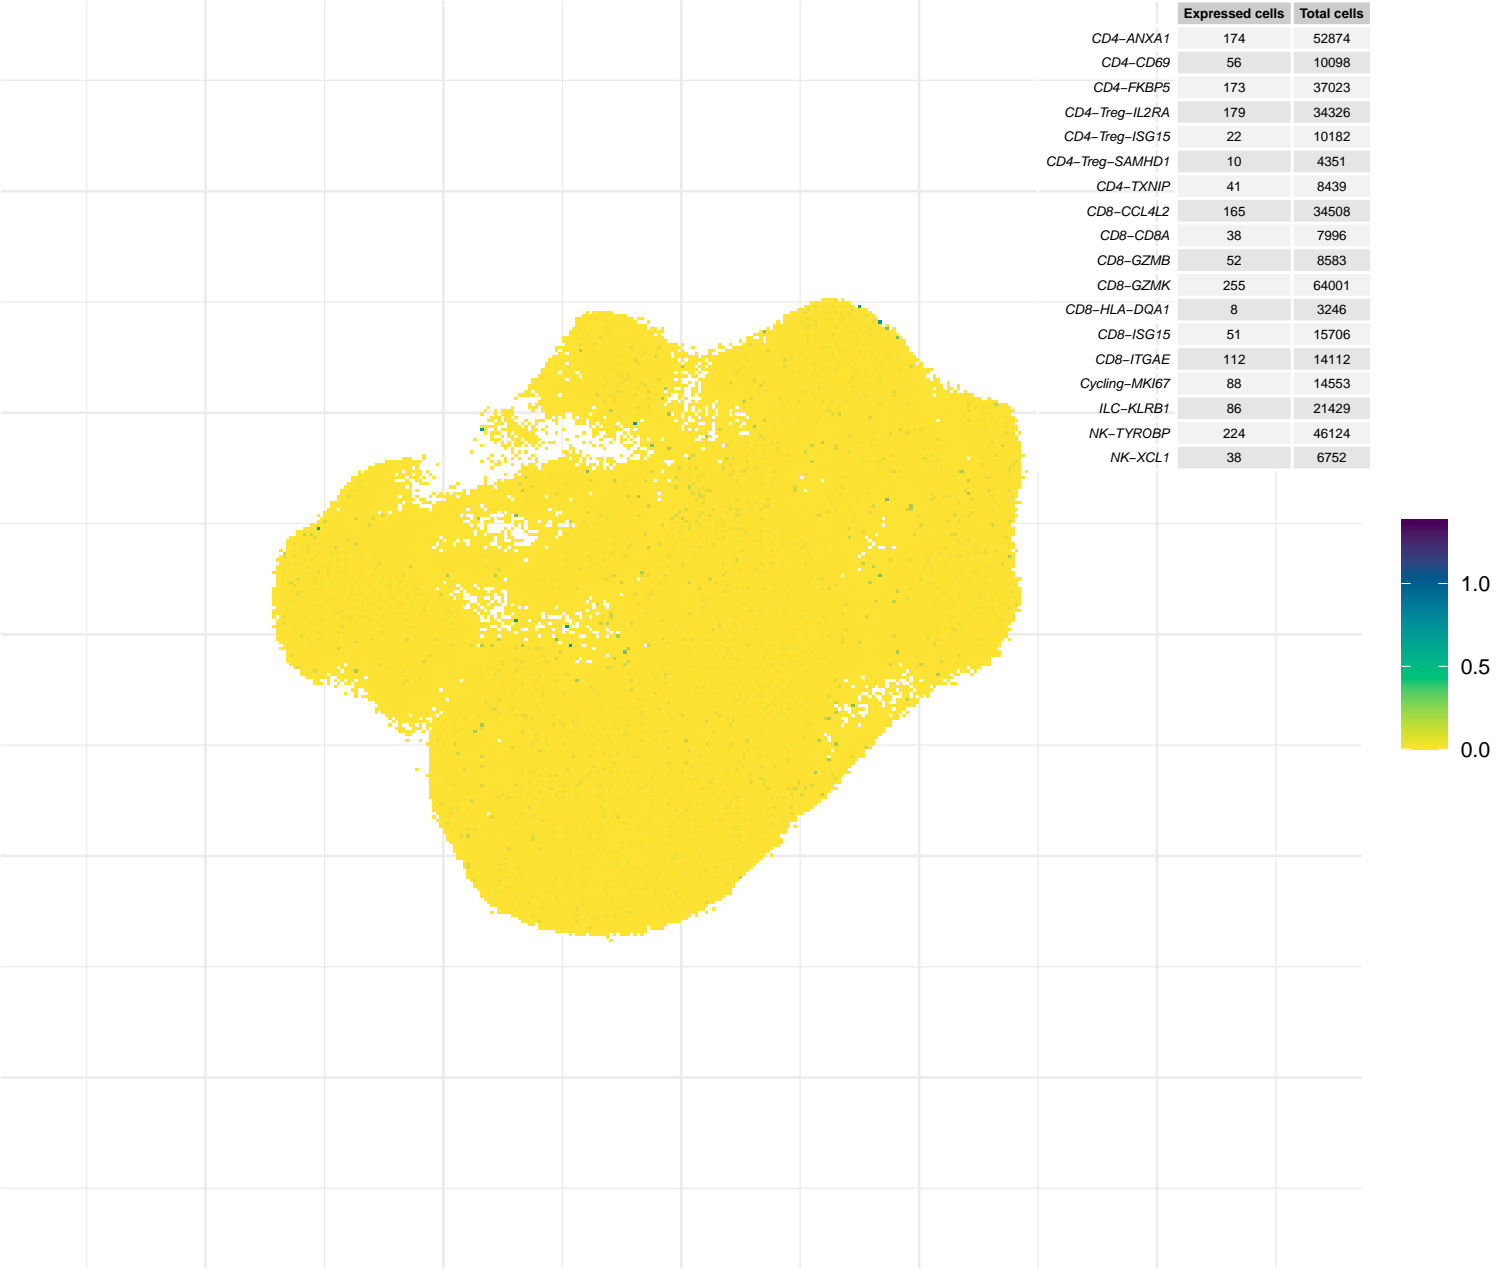 Expressed cells Total cells
CD4−ANXA1 174 52874
CD4−CD69 56 10098
CD4−FKBP5 173 37023
CD4−Treg−IL2RA 179 34326
CD4−Treg−ISG15 22 10182
CD4−Treg−SAMHD1 10 4351
CD4−TXNIP 41 8439
CD8−CCL4L2 165 34508
CD8−CD8A 38 7996
CD8−GZMB 52 8583
CD8−GZMK 255 64001
CD8−HLA−DQA1 8 3246
CD8−ISG15 51 15706
CD8−ITGAE 112 14112
Cycling−MKI67 88 14553
ILC−KLRB1 86 21429
NK−TYROBP 224 46124
NK−XCL1 38 6752
1.0
0.5
0.0